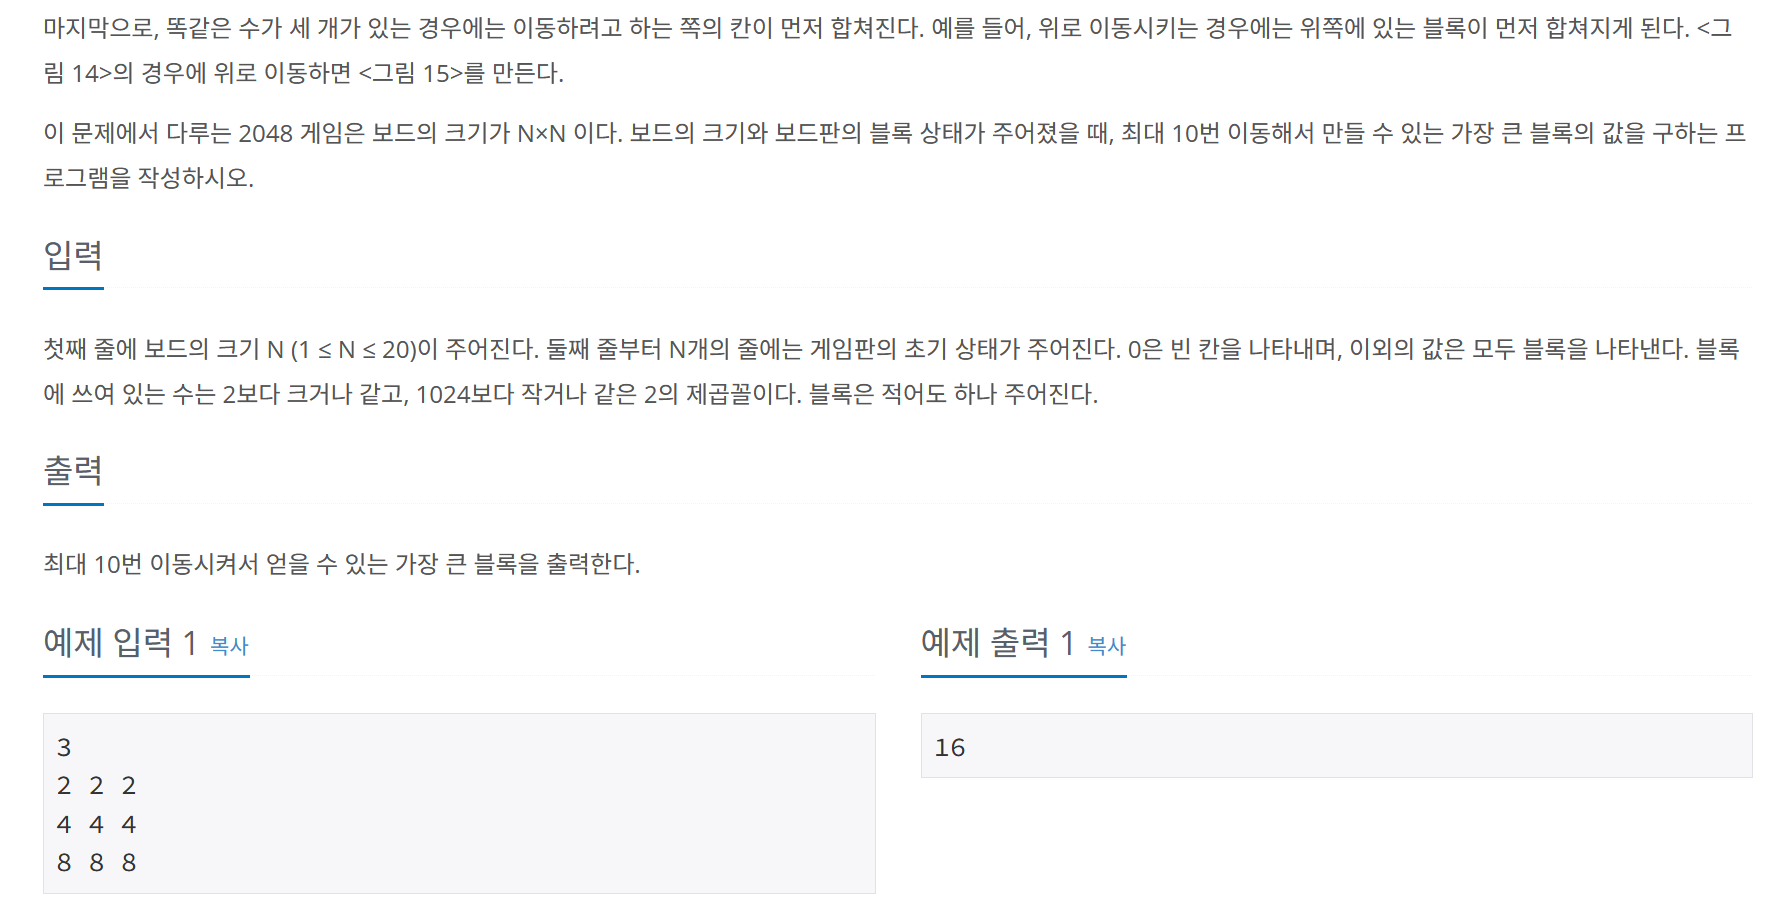 마지막으로, 똑같은 수가 세 개가 있는 경우에는 이동하려고 하는 쪽의 칸이 먼저 합쳐진다. 예를 들어, 위로 이동시키는 경우에는 위쪽에 있는 블록이 먼저 합쳐지게 된다. <그
림 14>의 경우에 위로 이동하면 <그림 15>를 만든다.
이 문제에서 다루는 2048 게임은 보드의 크기가 N×N 이다. 보드의 크기와 보드판의 블록 상태가 주어졌을 때, 최대 10번 이동해서 만들 수 있는 가장 큰 블록의 값을 구하는 프
로그램을 작성하시오.
입력
첫째 줄에 보드의 크기 N (1 ≤ N ≤ 20)이 주어진다. 둘째 줄부터 N개의 줄에는 게임판의 초기 상태가 주어진다. 0은 빈 칸을 나타내며, 이외의 값은 모두 블록을 나타낸다. 블록
에 쓰여 있는 수는 2보다 크거나 같고, 1024보다 작거나 같은 2의 제곱꼴이다. 블록은 적어도 하나 주어진다.
출력
최대 10번 이동시켜서 얻을 수 있는 가장 큰 블록을 출력한다.
예제 입력 1 복사
3
2 2 2
4 4 4
8 8 8
예제 출력 1 복사
16